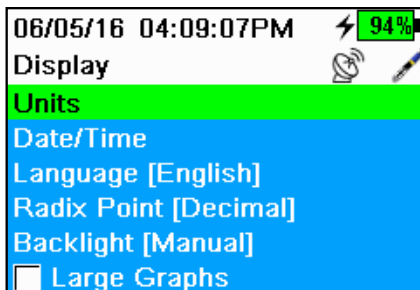 06/05/16 04:09:07PM 94%
Display
Units
Date/Time
Language [English]
Radix Point [Decimal]
Backlight [Manual]
Large Graphs